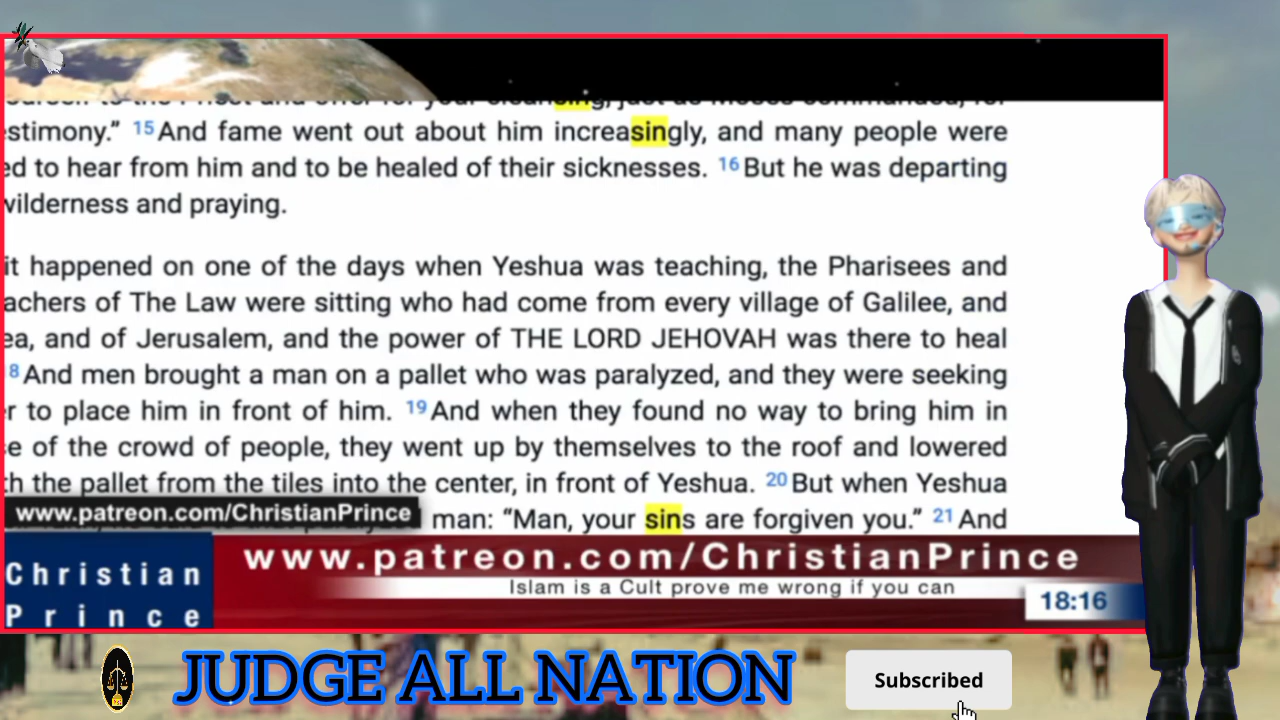 estimony.” 15 And fame went out about him increasingly, and many people were
ed to hear from him and to be healed of their sicknesses. 16 But he was departing
wilderness and praying.
it happened on one of the days when Yeshua was teaching, the Pharisees and
achers of The Law were sitting who had come from every village of Galilee, and
ea, and of Jerusalem, and the power of THE LORD JEHOVAH was there to heal
8 And men brought a man on a pallet who was paralyzed, and they were seeking
r to place him in front of him. 19 And when they found no way to bring him in
se of the crowd of people, they went up by themselves to the roof and lowered
th the pallet from the tiles into the center, in front of Yeshua. 20 But when Yeshua
www.patreon.com/ChristianPrince man: “Man, your sins are forgiven you.” 21 And
www.patreon.com/ChristianPrince
Islam is a Cult prove me wrong if you can
Christian
Prince
18:16
JUDGE ALL NATION
Subscribed